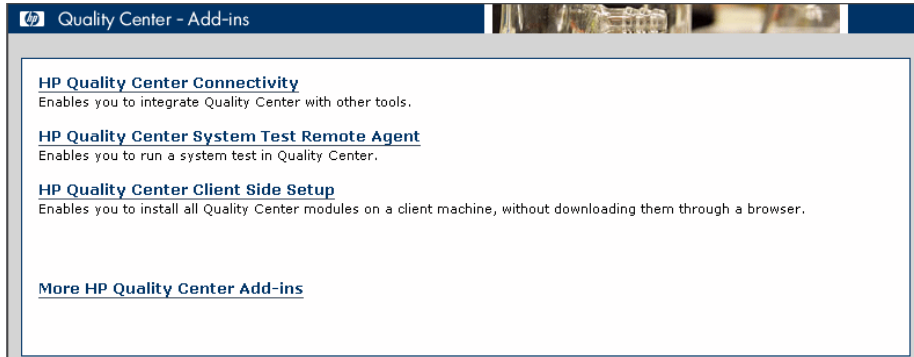 hp Quality Center - Add-ins
HP Quality Center Connectivity
Enables you to integrate Quality Center with other tools.
HP Quality Center System Test Remote Agent
Enables you to run a system test in Quality Center.
HP Quality Center Client Side Setup
Enables you to install all Quality Center modules on a client machine, without downloading them through a browser.
More HP Quality Center Add-ins